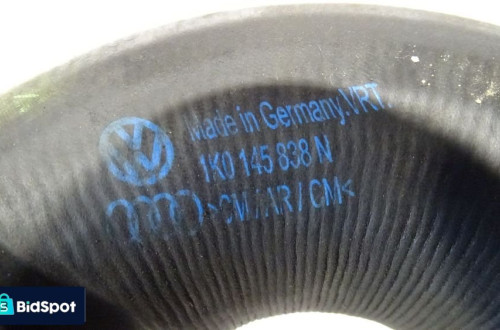 Made in Germany.VRT.
1K0 145 838 N
>CM/AR/CM<
BidSpot